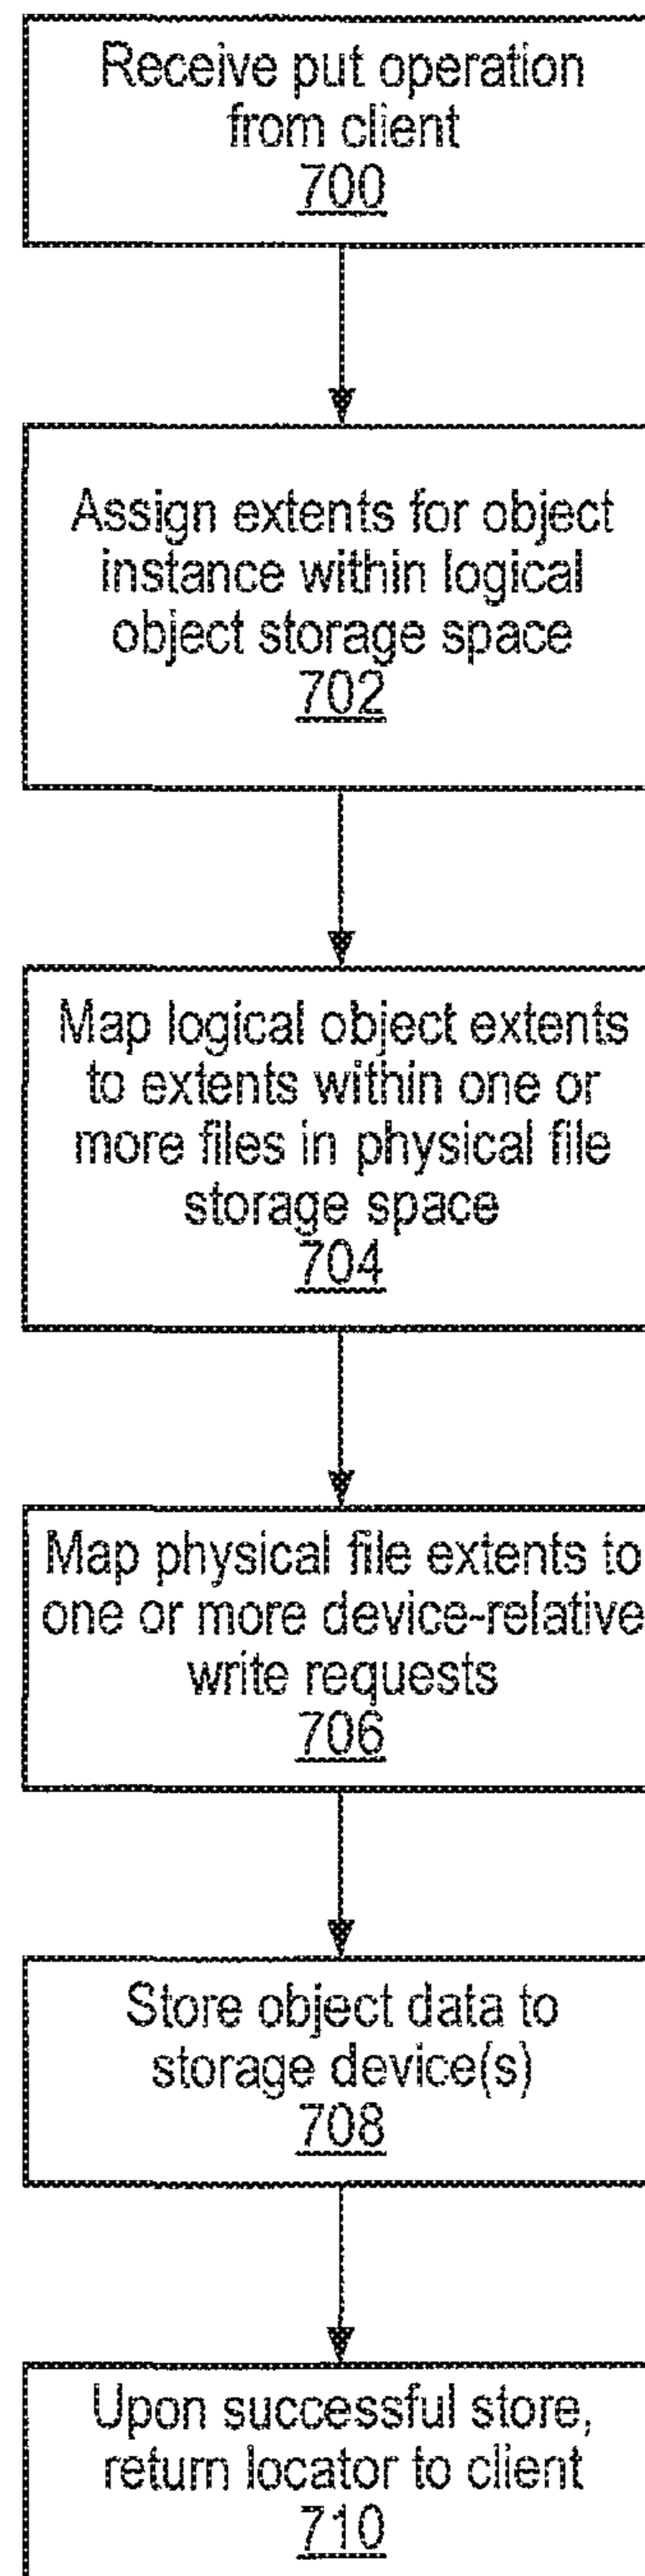 Receive put operation
from client
700
Assign extents for object
instance within logical
object storage space
702
Map logical object extents
to extents within one or
more files in physical file
storage space
704
Map physical file extents to
one or more device-relative
write requests
706
Store object data to
storage device(s)
708
Upon successful store,
return locator to client
710